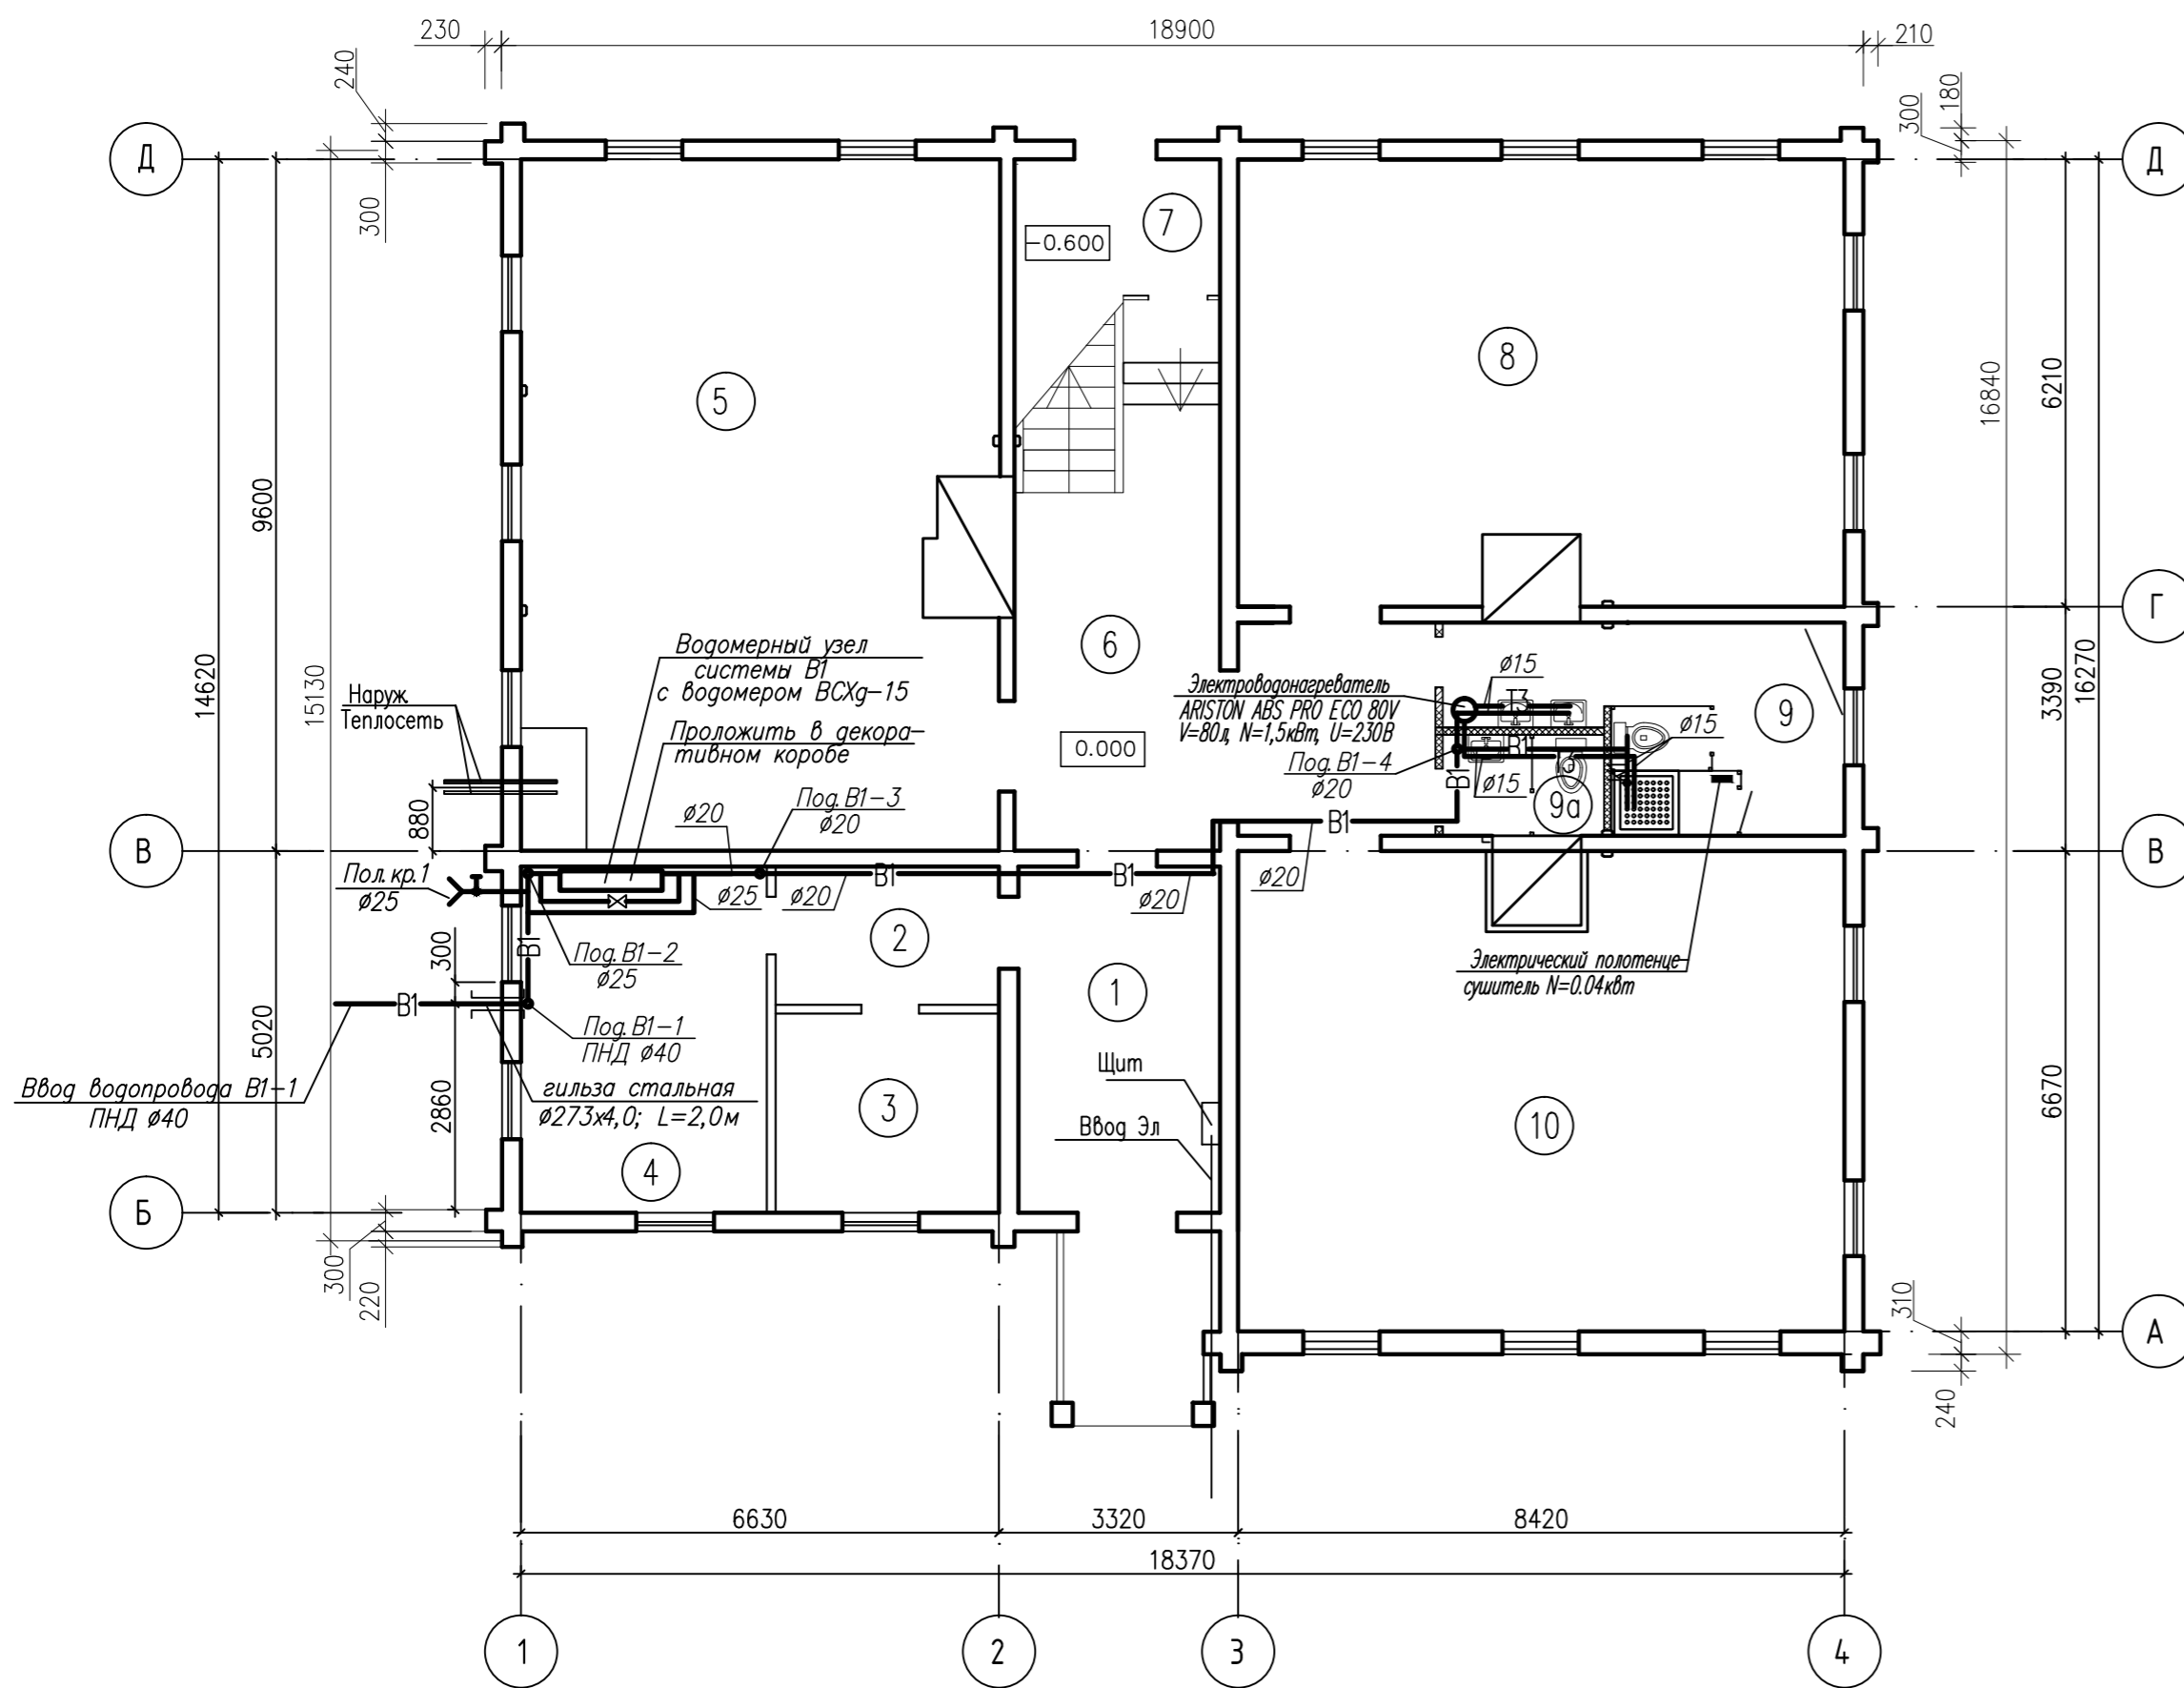 230
18900
210
240
300
180
300
Д
Д
7
-0.600
8
5
9600
14620
15130
6210
16840
Г
Водомерный узел
системы В1
с водомером ВСХд-15
6
Электроводонагреватель
ARISTON ABS PRO ECO 80V
V=80л, N=1,5кВт, U=230В
ø15
Т3
9
3390
16270
Наруж.
Теплосеть
Проложить в декора-
тивном коробе
0.000
Под. В1-4
ø20
В1
В1
ø15
ø15
9а
880
ø20
Под. В1-3
ø20
В1
В
В
Пол.кр.1
ø25
ø25
ø20
В1
В1
ø20
ø20
2
300
В1
Под. В1-2
ø25
1
Электрический полотенце-
сушитель N=0.04кВт
В1
Под. В1-1
ПНД ø40
5020
Щит
Ввод водопровода В1-1
ПНД ø40
гильза стальная
ø273х4,0; L=2,0м
2860
3
Ввод Эл
10
6670
4
Б
300
220
310
А
240
6630
3320
8420
18370
1
2
3
4